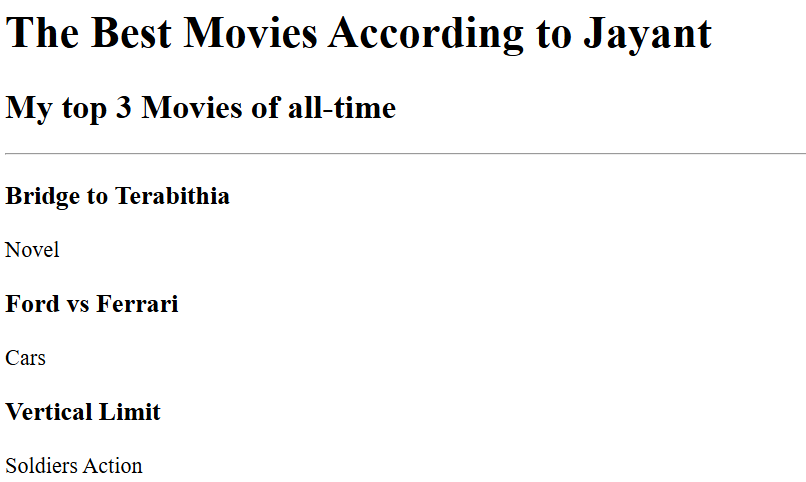 The Best Movies According to Jayant
My top 3 Movies of all-time
Bridge to Terabithia
Novel
Ford vs Ferrari
Cars
Vertical Limit
Soldiers Action